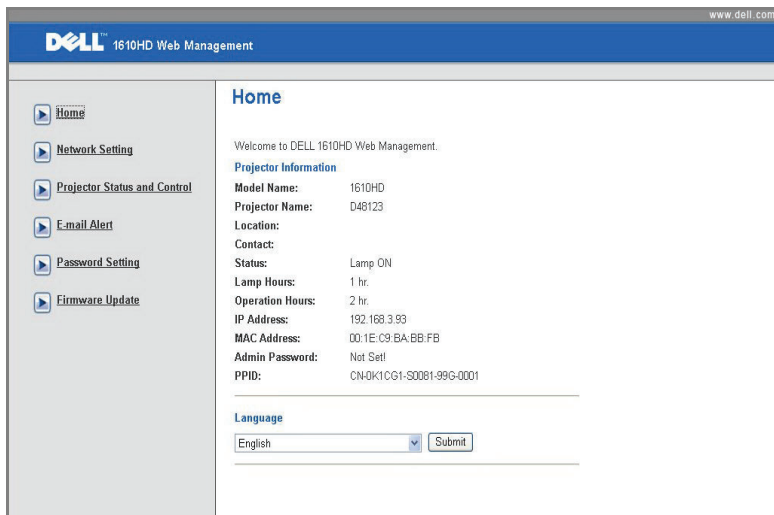 www.dell.com
DELL™ 1610HD Web Management
Home
Network Setting
Projector Status and Control
E-mail Alert
Password Setting
Firmware Update
Home
Welcome to DELL 1610HD Web Management.
Projector Information
Model Name: 1610HD
Projector Name: D48123
Location:
Contact:
Status: Lamp ON
Lamp Hours: 1 hr.
Operation Hours: 2 hr.
IP Address: 192.168.3.93
MAC Address: 00:1E:C9:BA:BB:FB
Admin Password: Not Set!
PPID: CN-0K1CG1-S0081-99G-0001
Language
English Submit